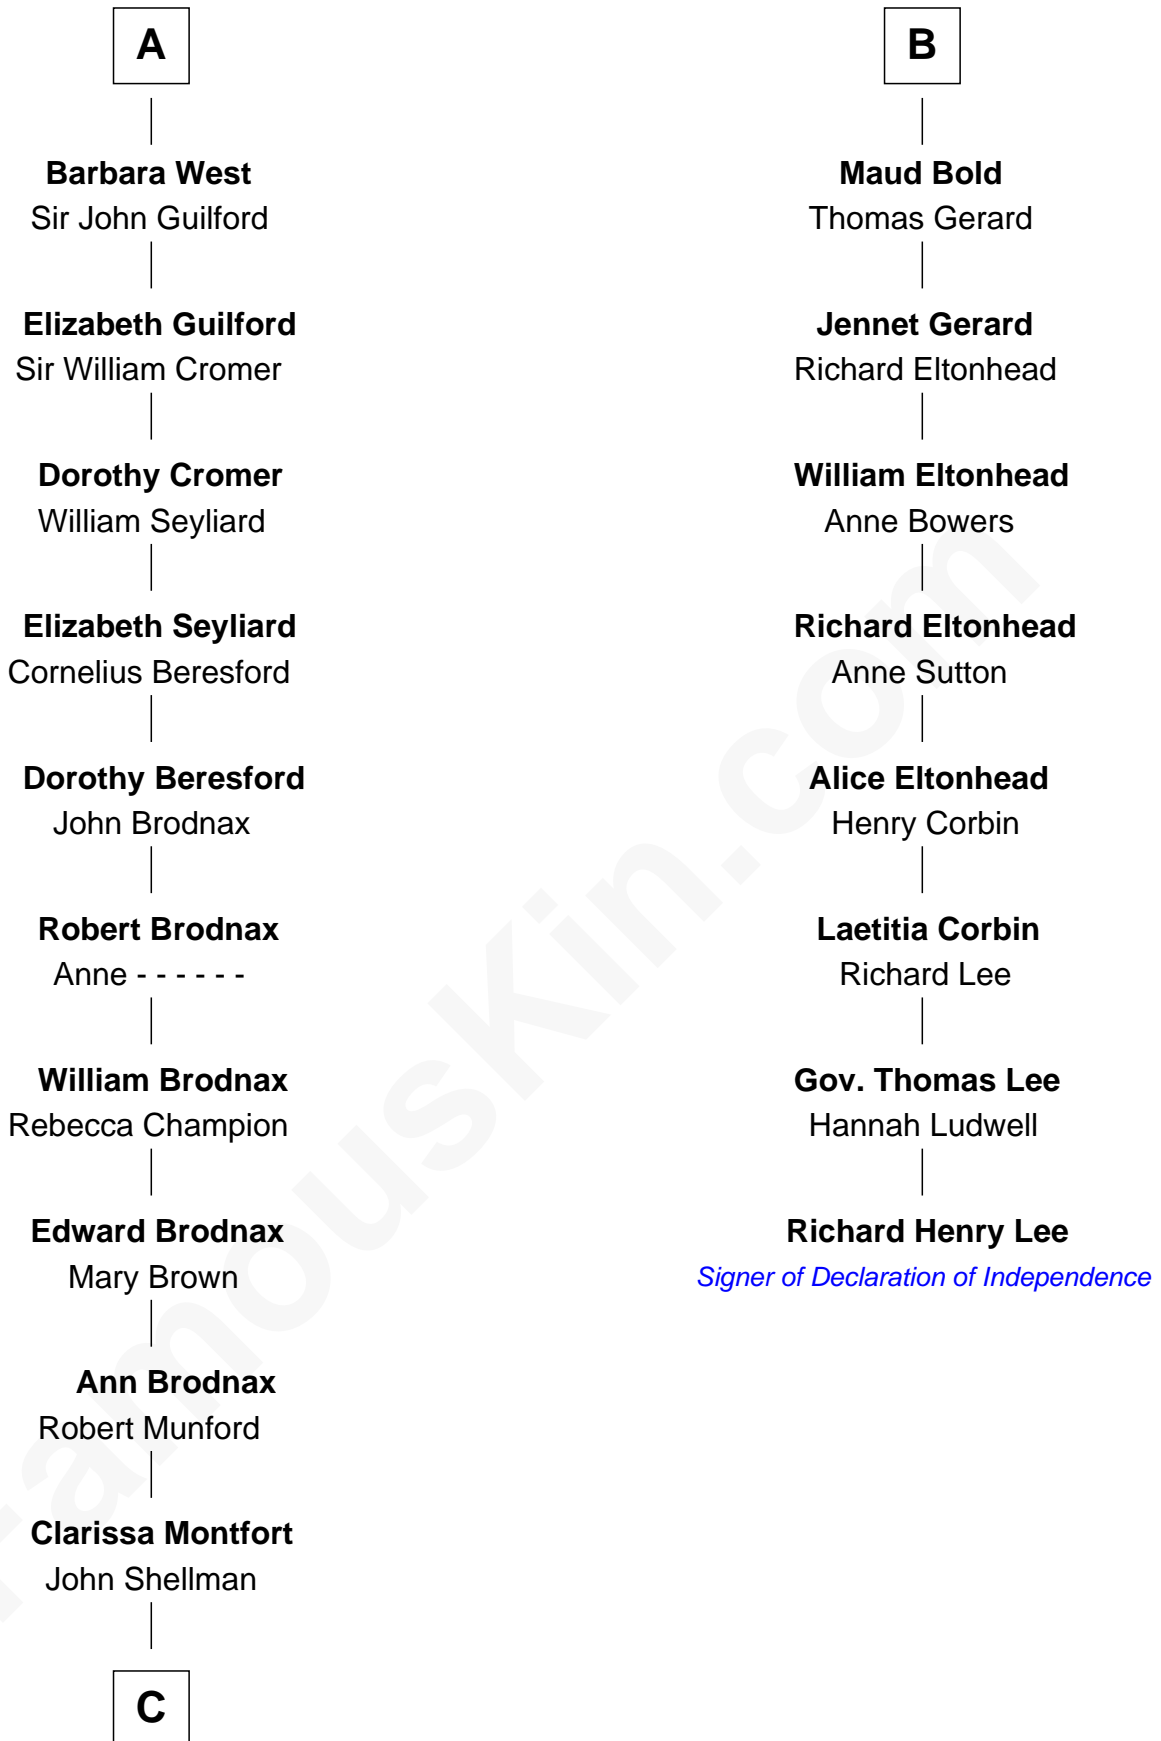 A
Barbara West
Sir John Guilford
Elizabeth Guilford
Sir William Cromer
Dorothy Cromer
William Seyliard
Elizabeth Seyliard
Cornelius Beresford
Dorothy Beresford
John Brodnax
Robert Brodnax
Anne - - - - - -
William Brodnax
Rebecca Champion
Edward Brodnax
Mary Brown
Ann Brodnax
Robert Munford
Clarissa Montfort
John Shellman
C
B
Maud Bold
Thomas Gerard
Jennet Gerard
Richard Eltonhead
William Eltonhead
Anne Bowers
Richard Eltonhead
Anne Sutton
Alice Eltonhead
Henry Corbin
Laetitia Corbin
Richard Lee
Gov. Thomas Lee
Hannah Ludwell
Richard Henry Lee
Signer of Declaration of Independence
FamousKin.com